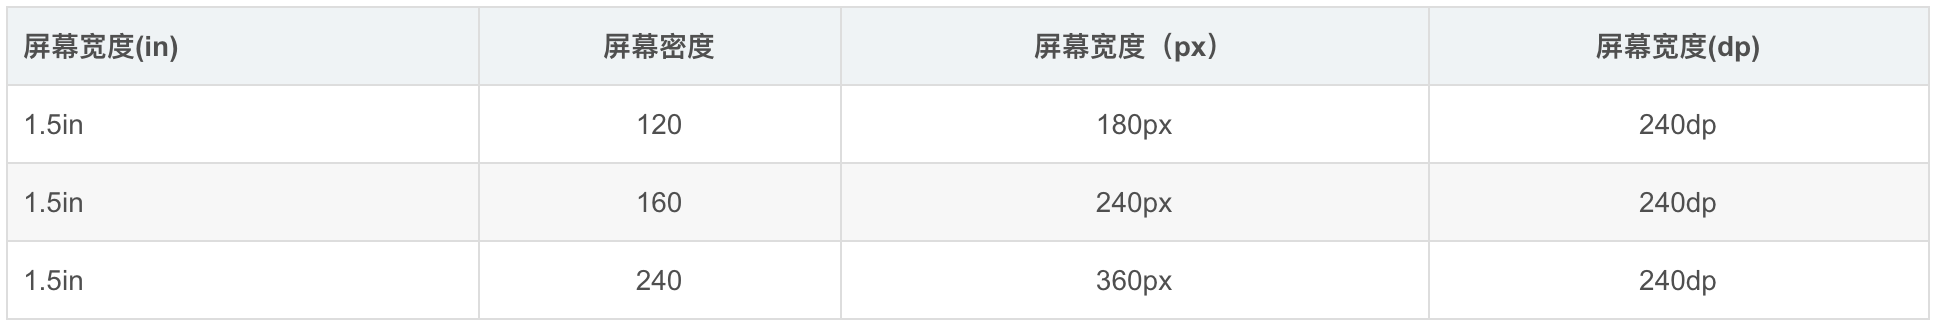 屏幕宽度(in) 屏幕密度 屏幕宽度（px） 屏幕宽度(dp)
1.5in 120 180px 240dp
1.5in 160 240px 240dp
1.5in 240 360px 240dp